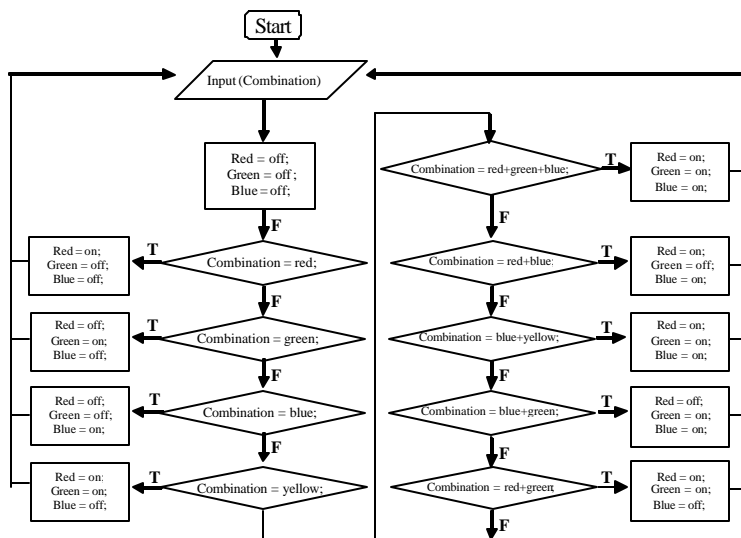 Start
Input (Combination)
Red = off;
Green = off;
Blue = off;
F
Combination = red;
T
Red = on;
Green = off;
Blue = off;
F
Combination = green;
T
Red = off;
Green = on;
Blue = off;
F
Combination = blue;
T
Red = off;
Green = off;
Blue = on;
F
Combination = yellow;
T
Red = on:
Green = on;
Blue = off;
Combination = red+green+blue;
T
Red = on;
Green = on;
Blue = on;
F
Combination = red+blue:
T
Red = on;
Green = off;
Blue = on;
F
Combination = blue+yellow;
T
Red = on;
Green = on;
Blue = on;
F
Combination = blue+green;
T
Red = off;
Green = on;
Blue = on;
F
Combination = red+green;
T
Red = on;
Green = on;
Blue = off;
F